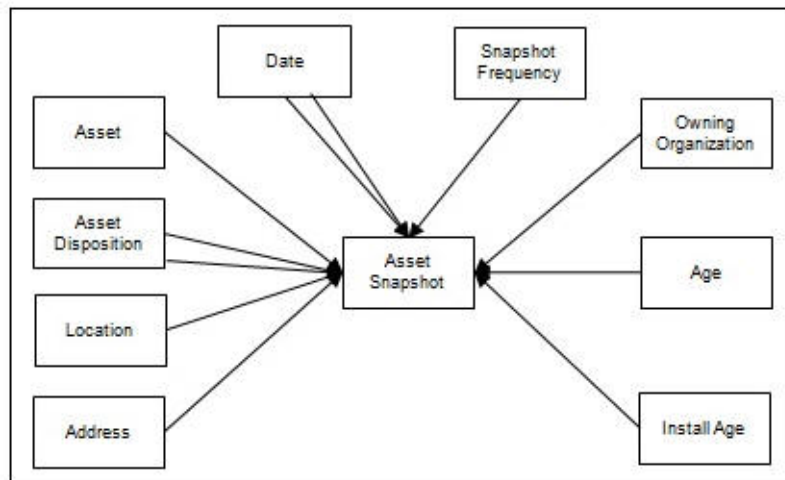 Date
Snapshot
Frequency
Asset
Owning
Organization
Asset
Disposition
Asset
Snapshot
Age
Location
Address
Install Age